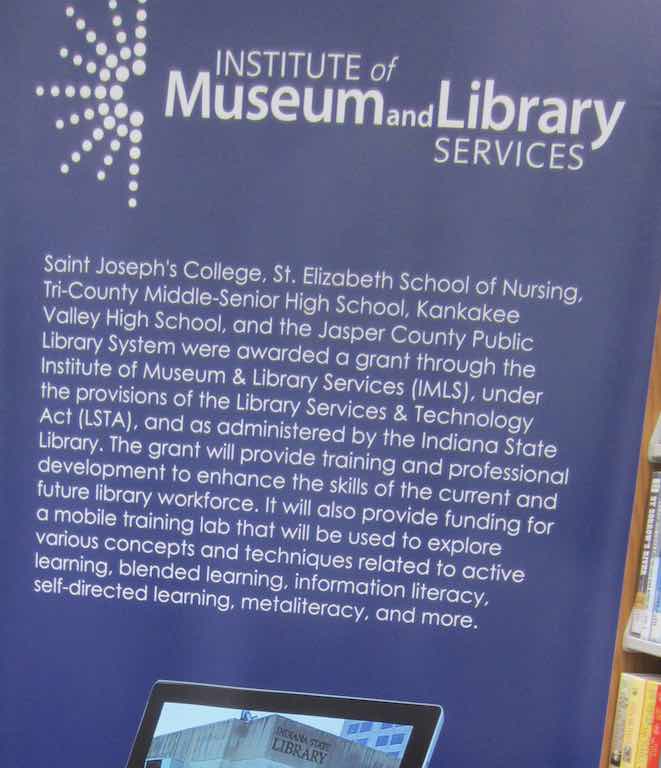 INSTITUTE of
Museum and Library
SERVICES
Saint Joseph's College, St. Elizabeth School of Nursing,
Tri-County Middle-Senior High School, Kankakee
Valley High School, and the Jasper County Public
Library System were awarded a grant through the
Institute of Museum & Library Services (IMLS), under
the provisions of the Library Services & Technology
Act (LSTA), and as administered by the Indiana State
Library. The grant will provide training and professional
development to enhance the skills of the current and
future library workforce. It will also provide funding for
a mobile training lab that will be used to explore
various concepts and techniques related to active
learning, blended learning, information literacy,
self-directed learning, metaliteracy, and more.
INDIANA STATE
LIBRARY